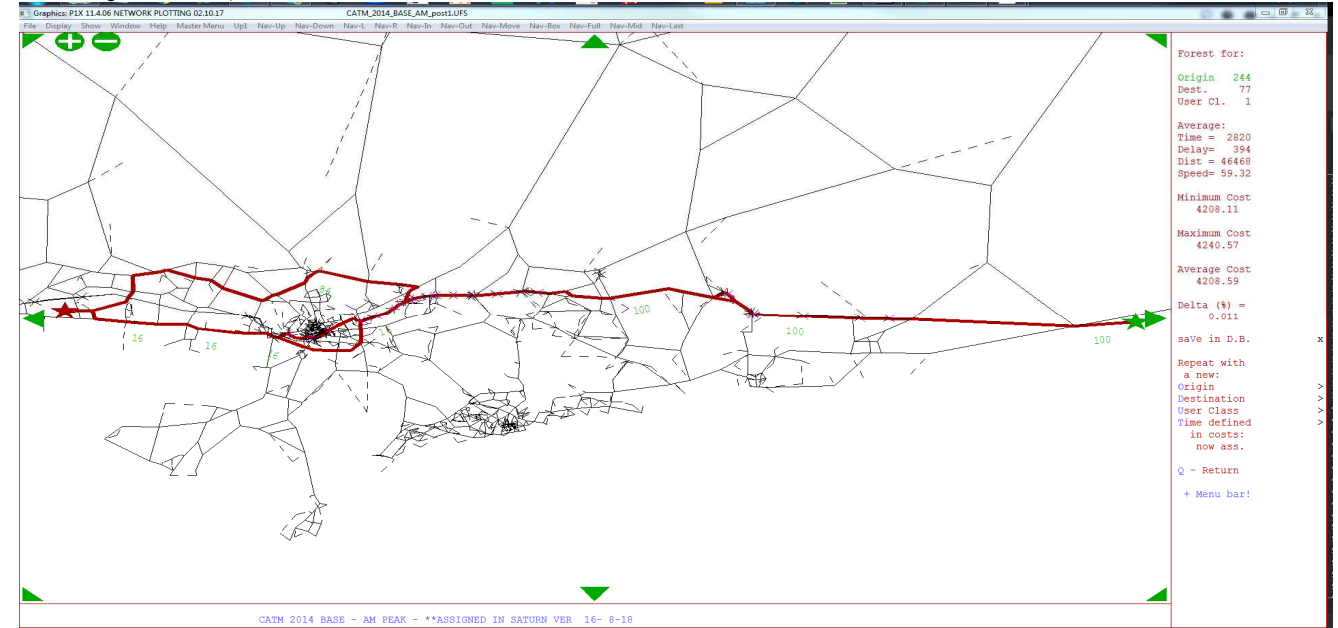 Graphics: P1X 11.4.06 NETWORK PLOTTING 02.10.17 CATM_2014_BASE_AM_post1.UFS
File Display Show Window Help Master Menu Up1 Nav-Up Nav-Down Nav-L Nav-R Nav-In Nav-Out Nav-Move Nav-Box Nav-Full Nav-Mid Nav-Last
Forest for:
Origin 244
Dest. 77
User Cl. 1
Average:
Time = 2820
Delay= 394
Dist = 46468
Speed= 59.32
Minimum Cost
4208.11
Maximum Cost
4240.57
Average Cost
4208.59
Delta (%) =
0.011
saVe in D.B. x
Repeat with
a new:
Origin >
Destination >
User Class >
Time defined >
in costs:
now ass.
Q - Return
+ Menu bar!
84
100
16
16
16
16
100
100
CATM 2014 BASE - AM PEAK - **ASSIGNED IN SATURN VER 16- 8-18